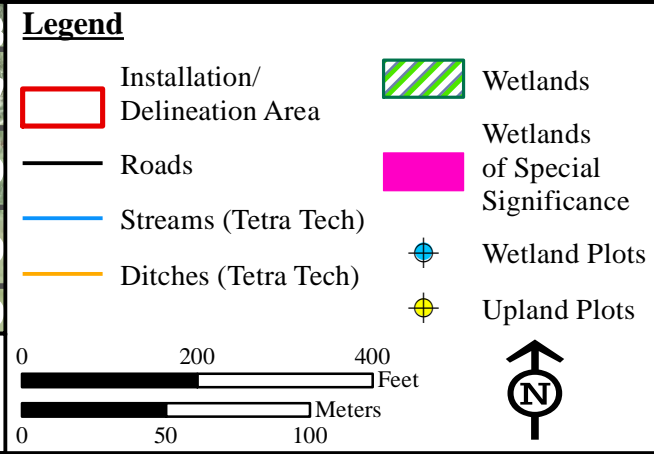 Legend
Installation/
Delineation Area
Roads
Streams (Tetra Tech)
Ditches (Tetra Tech)
Wetlands
Wetlands
of Special
Significance
Wetland Plots
Upland Plots
0 200 400
Feet
Meters
0 50 100
N